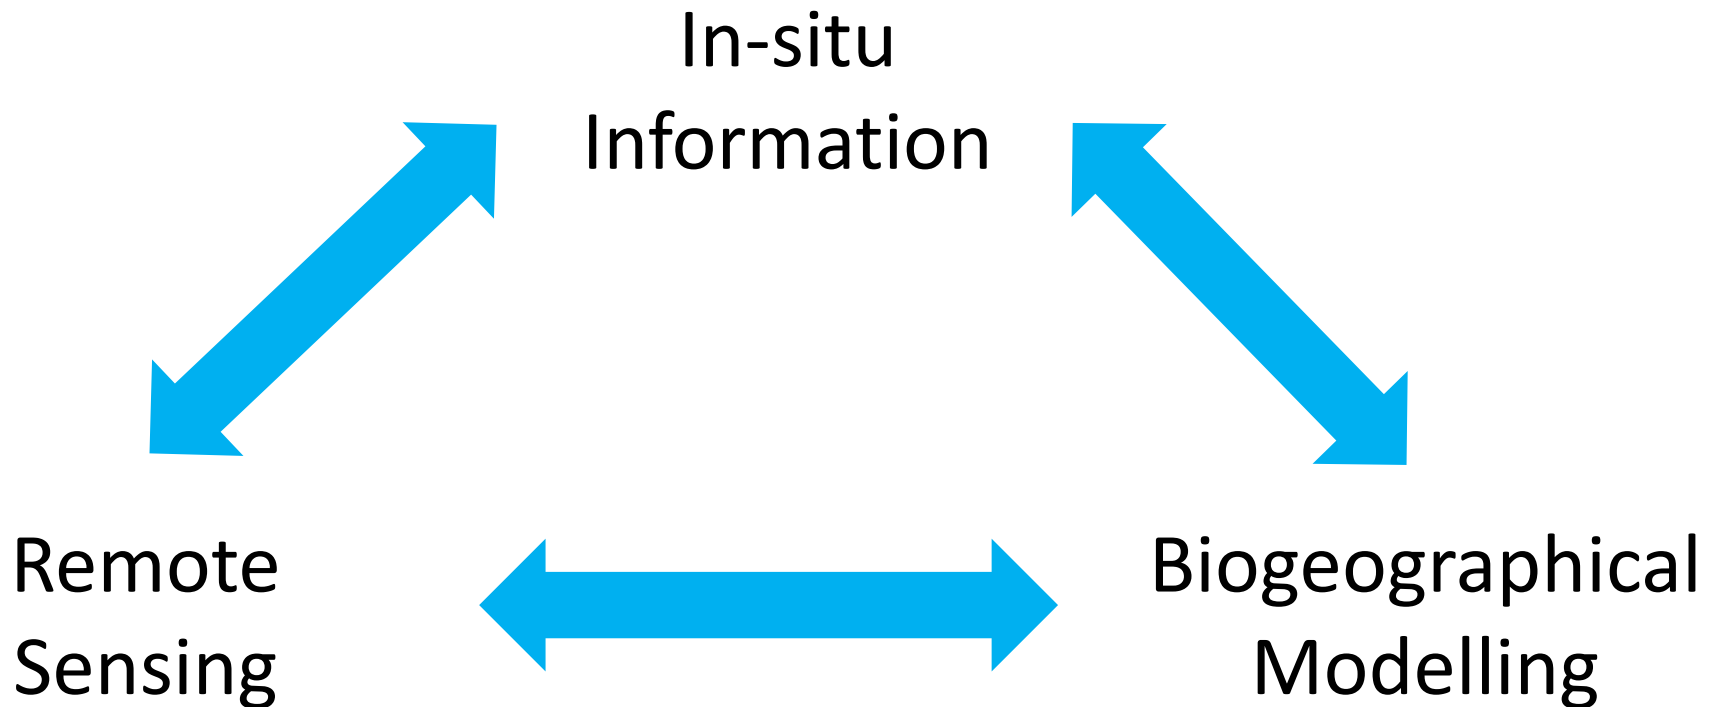 In-situ
Information
Remote
Sensing
Biogeographical
Modelling